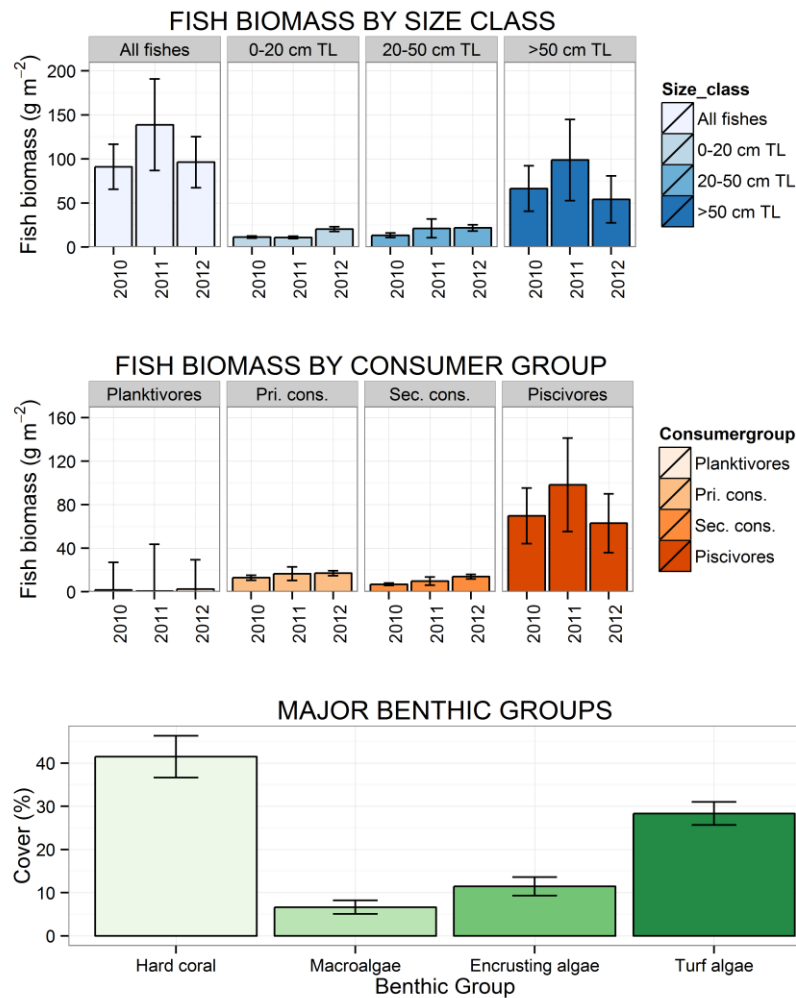 FISH BIOMASS BY SIZE CLASS
All fishes 0-20 cm TL 20-50 cm TL >50 cm TL
Fish biomass (g m⁻²)
200
150
100
50
0
2010 2011 2012 2010 2011 2012 2010 2011 2012 2010 2011 2012
Size_class
All fishes
0-20 cm TL
20-50 cm TL
>50 cm TL
FISH BIOMASS BY CONSUMER GROUP
Planktivores Pri. cons. Sec. cons. Piscivores
Fish biomass (g m⁻²)
160
120
80
40
0
2010 2011 2012 2010 2011 2012 2010 2011 2012 2010 2011 2012
Consumergroup
Planktivores
Pri. cons.
Sec. cons.
Piscivores
MAJOR BENTHIC GROUPS
Cover (%)
40
30
20
10
0
Hard coral Macroalgae Encrusting algae Turf algae
Benthic Group